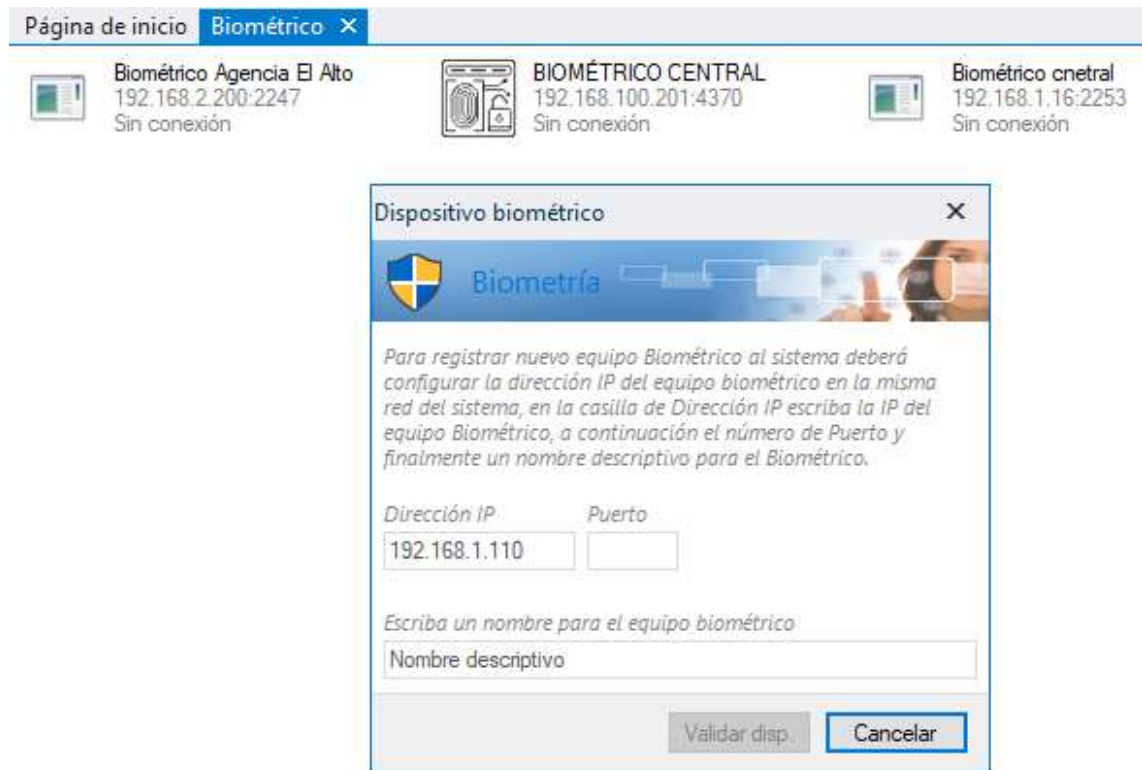 Página de inicio Biométrico
Biométrico Agencia El Alto
192.168.2.200:2247
Sin conexión
BIOMÉTRICO CENTRAL
192.168.100.201:4370
Sin conexión
Biométrico cnetral
192.168.1.16:2253
Sin conexión
Dispositivo biométrico
Biometría
Para registrar nuevo equipo Biométrico al sistema deberá
configurar la dirección IP del equipo biométrico en la misma
red del sistema, en la casilla de Dirección IP escriba la IP del
equipo Biométrico, a continuación el número de Puerto y
finalmente un nombre descriptivo para el Biométrico.
Dirección IP Puerto
192.168.1.110
Escriba un nombre para el equipo biométrico
Nombre descriptivo
Validar disp. Cancelar